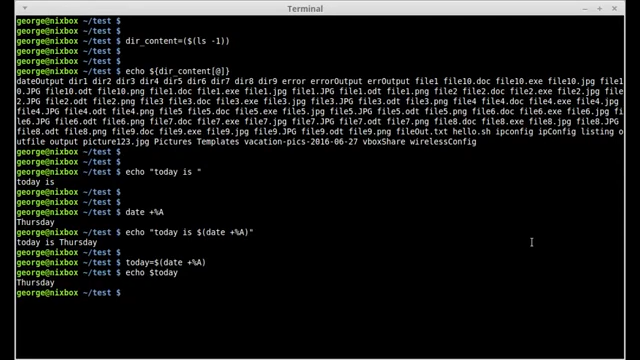 Terminal
george@nixbox ~/test $
george@nixbox ~/test $
george@nixbox ~/test $ dir_content=($(ls -1))
george@nixbox ~/test $
george@nixbox ~/test $
george@nixbox ~/test $ echo ${dir_content[@]}
dateOutput dir1 dir2 dir3 dir4 dir5 dir6 dir7 dir8 dir9 error errorOutput errOutput file1 file10.doc file10.exe file10.jpg file1
0.JPG file10.odt file10.png file1.doc file1.exe file1.jpg file1.JPG file1.odt file1.png file2 file2.doc file2.exe file2.jpg file
2.JPG file2.odt file2.png file3 file3.doc file3.exe file3.jpg file3.JPG file3.odt file3.png file4 file4.doc file4.exe file4.jpg
file4.JPG file4.odt file4.png file5 file5.doc file5.exe file5.jpg file5.JPG file5.odt file5.png file6 file6.doc file6.exe file6.jpg fi
le6.JPG file6.odt file6.png file7 file7.doc file7.exe file7.jpg file7.JPG file7.odt file7.png file8 file8.doc file8.exe file8.jpg file8.JPG
file8.odt file8.png file9.doc file9.exe file9.jpg file9.JPG file9.odt file9.png fileOut.txt hello.sh ipconfig ipConfig listing o
utfile output picture123.jpg Pictures Templates vacation-pics-2016-06-27 vboxShare wirelessConfig
george@nixbox ~/test $
george@nixbox ~/test $
george@nixbox ~/test $ echo "today is "
today is
george@nixbox ~/test $
george@nixbox ~/test $
george@nixbox ~/test $ date +%A
Thursday
george@nixbox ~/test $ echo "today is $(date +%A)"
today is Thursday
george@nixbox ~/test $
george@nixbox ~/test $ today=$(date +%A)
george@nixbox ~/test $ echo $today
Thursday
george@nixbox ~/test $